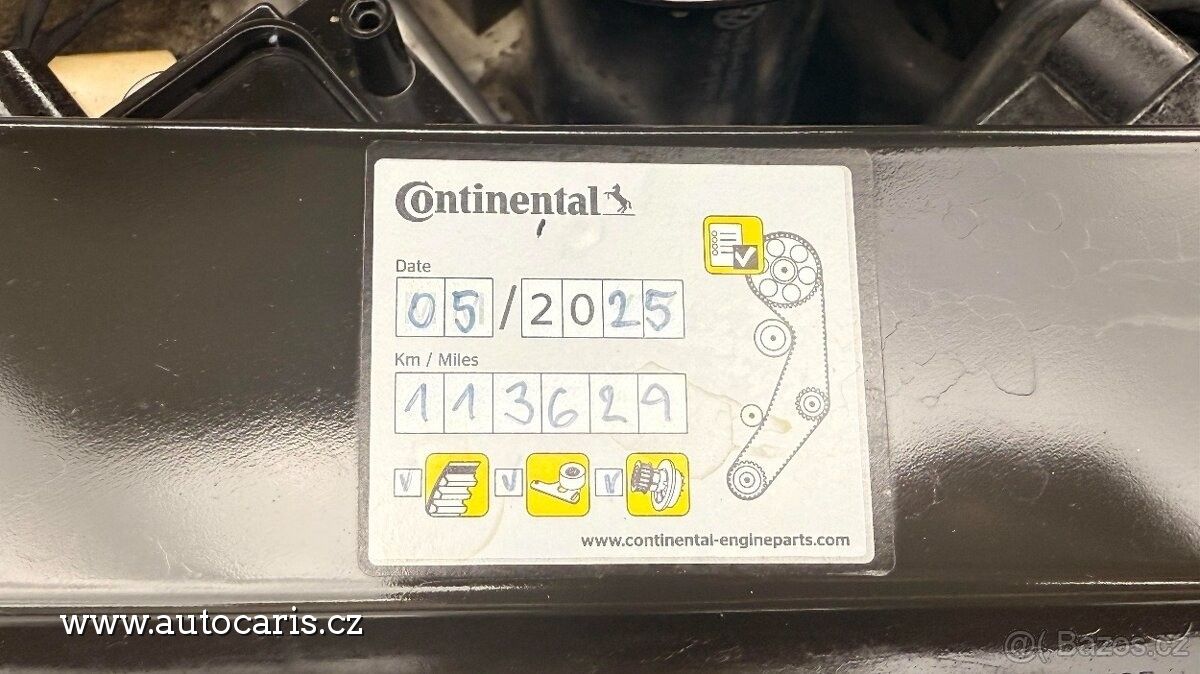 Continental
Date
05/2025
Km / Miles
113629
www.continental-engineparts.com
www.autocaris.cz
Bazos.cz